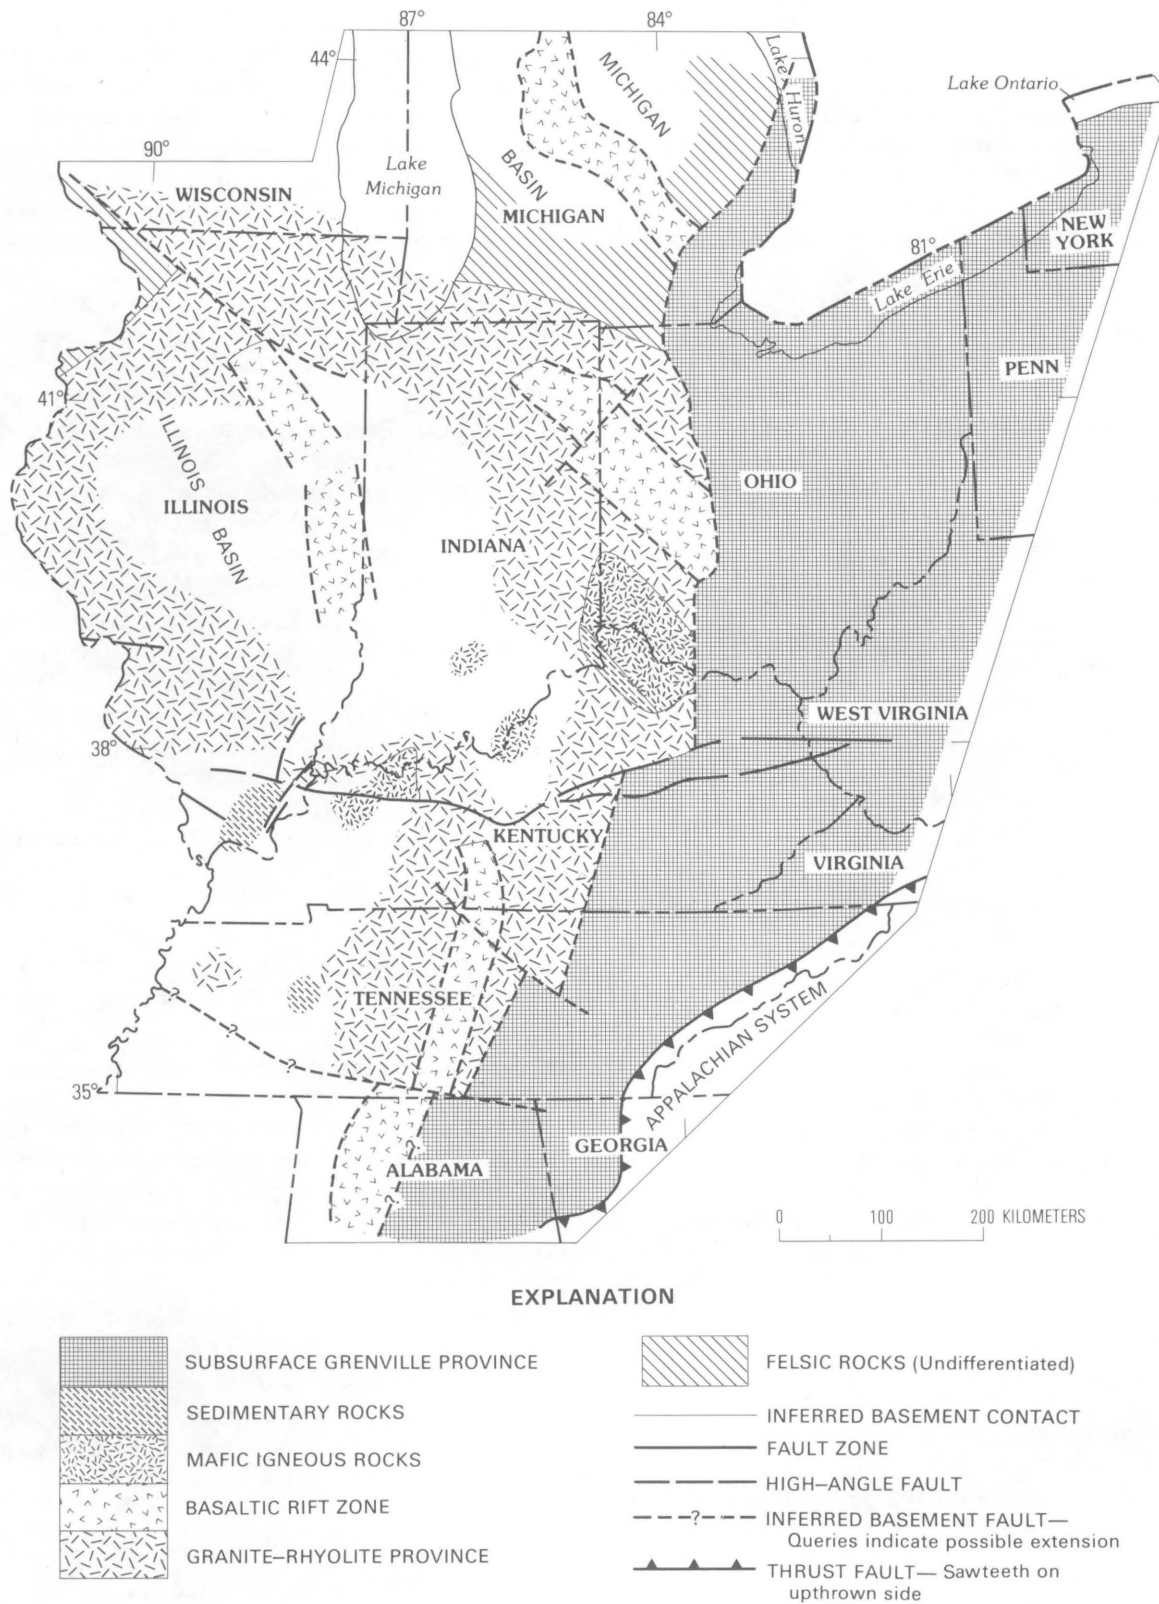 87°
84°
44°
Lake Huron
MICHIGAN
BASIN
Lake Ontario
90°
Lake
Michigan
WISCONSIN
MICHIGAN
NEW
YORK
81°
Lake Erie
PENN
41°
ILLINOIS
BASIN
OHIO
ILLINOIS
INDIANA
WEST VIRGINIA
38°
KENTUCKY
VIRGINIA
TENNESSEE
?
?
?
APPALACHIAN SYSTEM
35°
GEORGIA
?
ALABAMA
?
0 100 200 KILOMETERS
EXPLANATION
SUBSURFACE GRENVILLE PROVINCE
SEDIMENTARY ROCKS
MAFIC IGNEOUS ROCKS
BASALTIC RIFT ZONE
GRANITE–RHYOLITE PROVINCE
FELSIC ROCKS (Undifferentiated)
INFERRED BASEMENT CONTACT
FAULT ZONE
HIGH–ANGLE FAULT
? INFERRED BASEMENT FAULT—
Queries indicate possible extension
THRUST FAULT— Sawteeth on
upthrown side